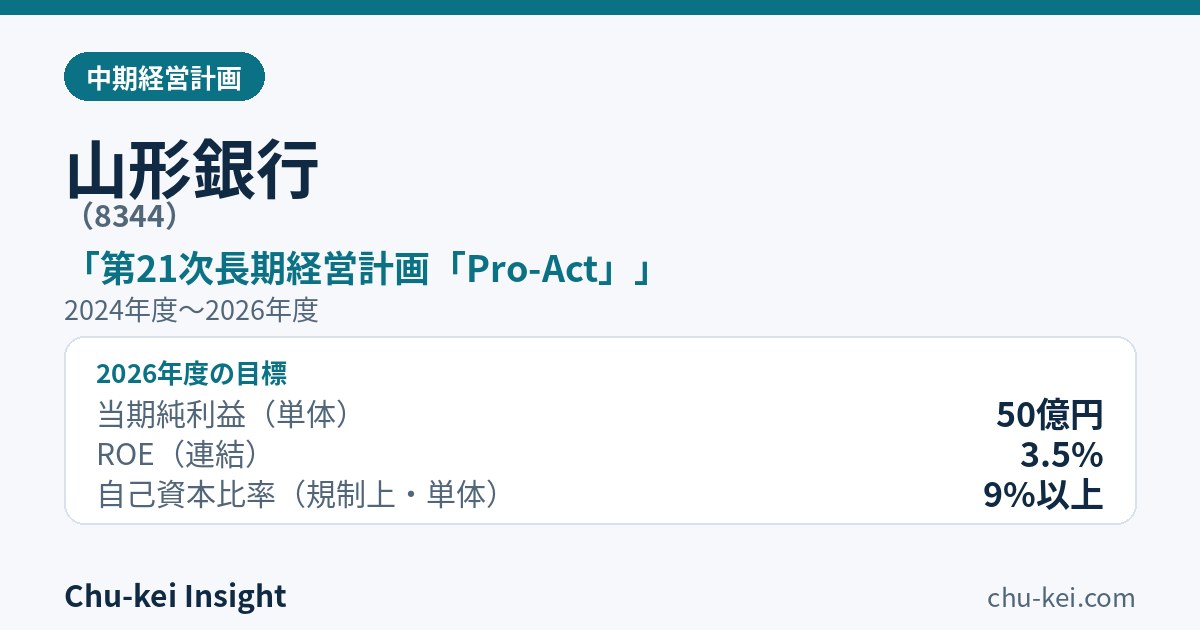 中期経営計画
山形銀行
（8344）
「第21次長期経営計画「Pro-Act」」
2024年度〜2026年度
2026年度の目標
当期純利益（単体） 50億円
ROE（連結） 3.5%
自己資本比率（規制上・単体） 9%以上
Chu-kei Insight chu-kei.com